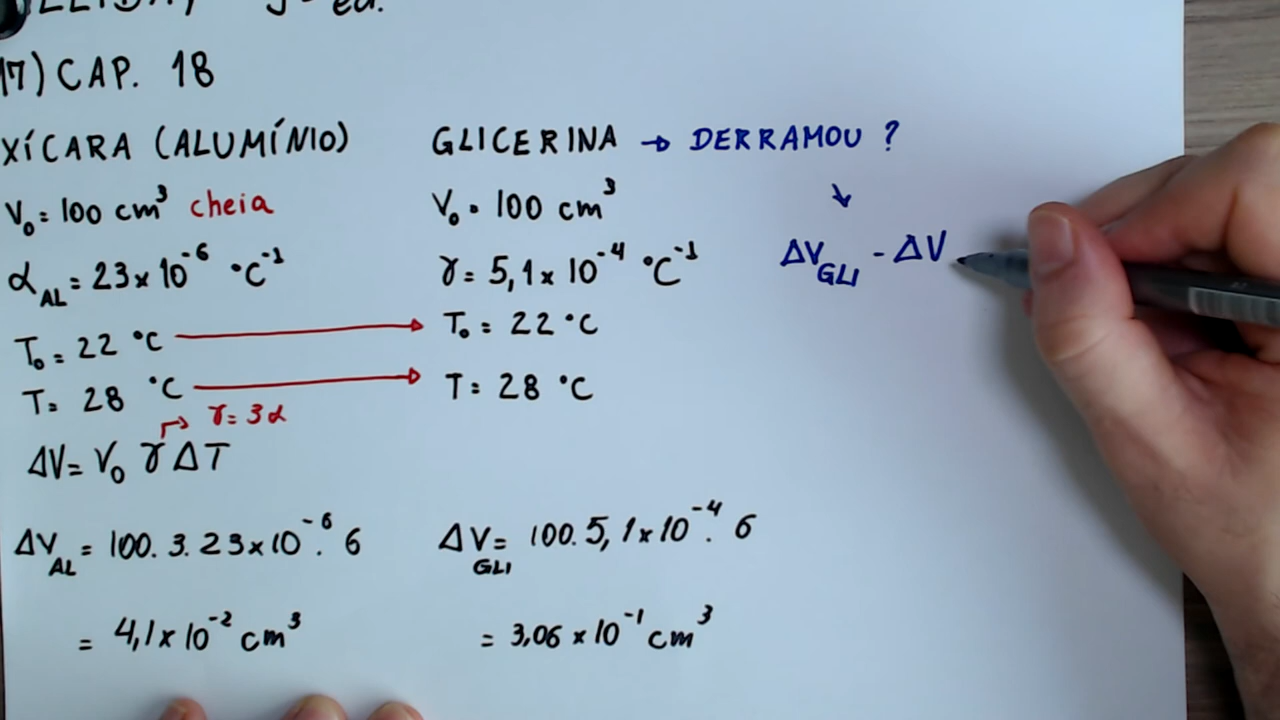 ed.
17) CAP. 18
XÍCARA (ALUMÍNIO) GLICERINA → DERRAMOU ?
V₀ = 100 cm³ cheia V₀ = 100 cm³
ΔV_GLI - ΔV
α_AL = 23 x 10⁻⁶ °C⁻¹ γ = 5,1 x 10⁻⁴ °C⁻¹
T₀ = 22 °C → T₀ = 22 °C
T = 28 °C → T = 28 °C
γ = 3α
ΔV = V₀ γ ΔT
ΔV_AL = 100 . 3 . 23 x 10⁻⁶ . 6 ΔV_GLI = 100 . 5,1 x 10⁻⁴ . 6
= 4,1 x 10⁻² cm³ = 3,06 x 10⁻¹ cm³